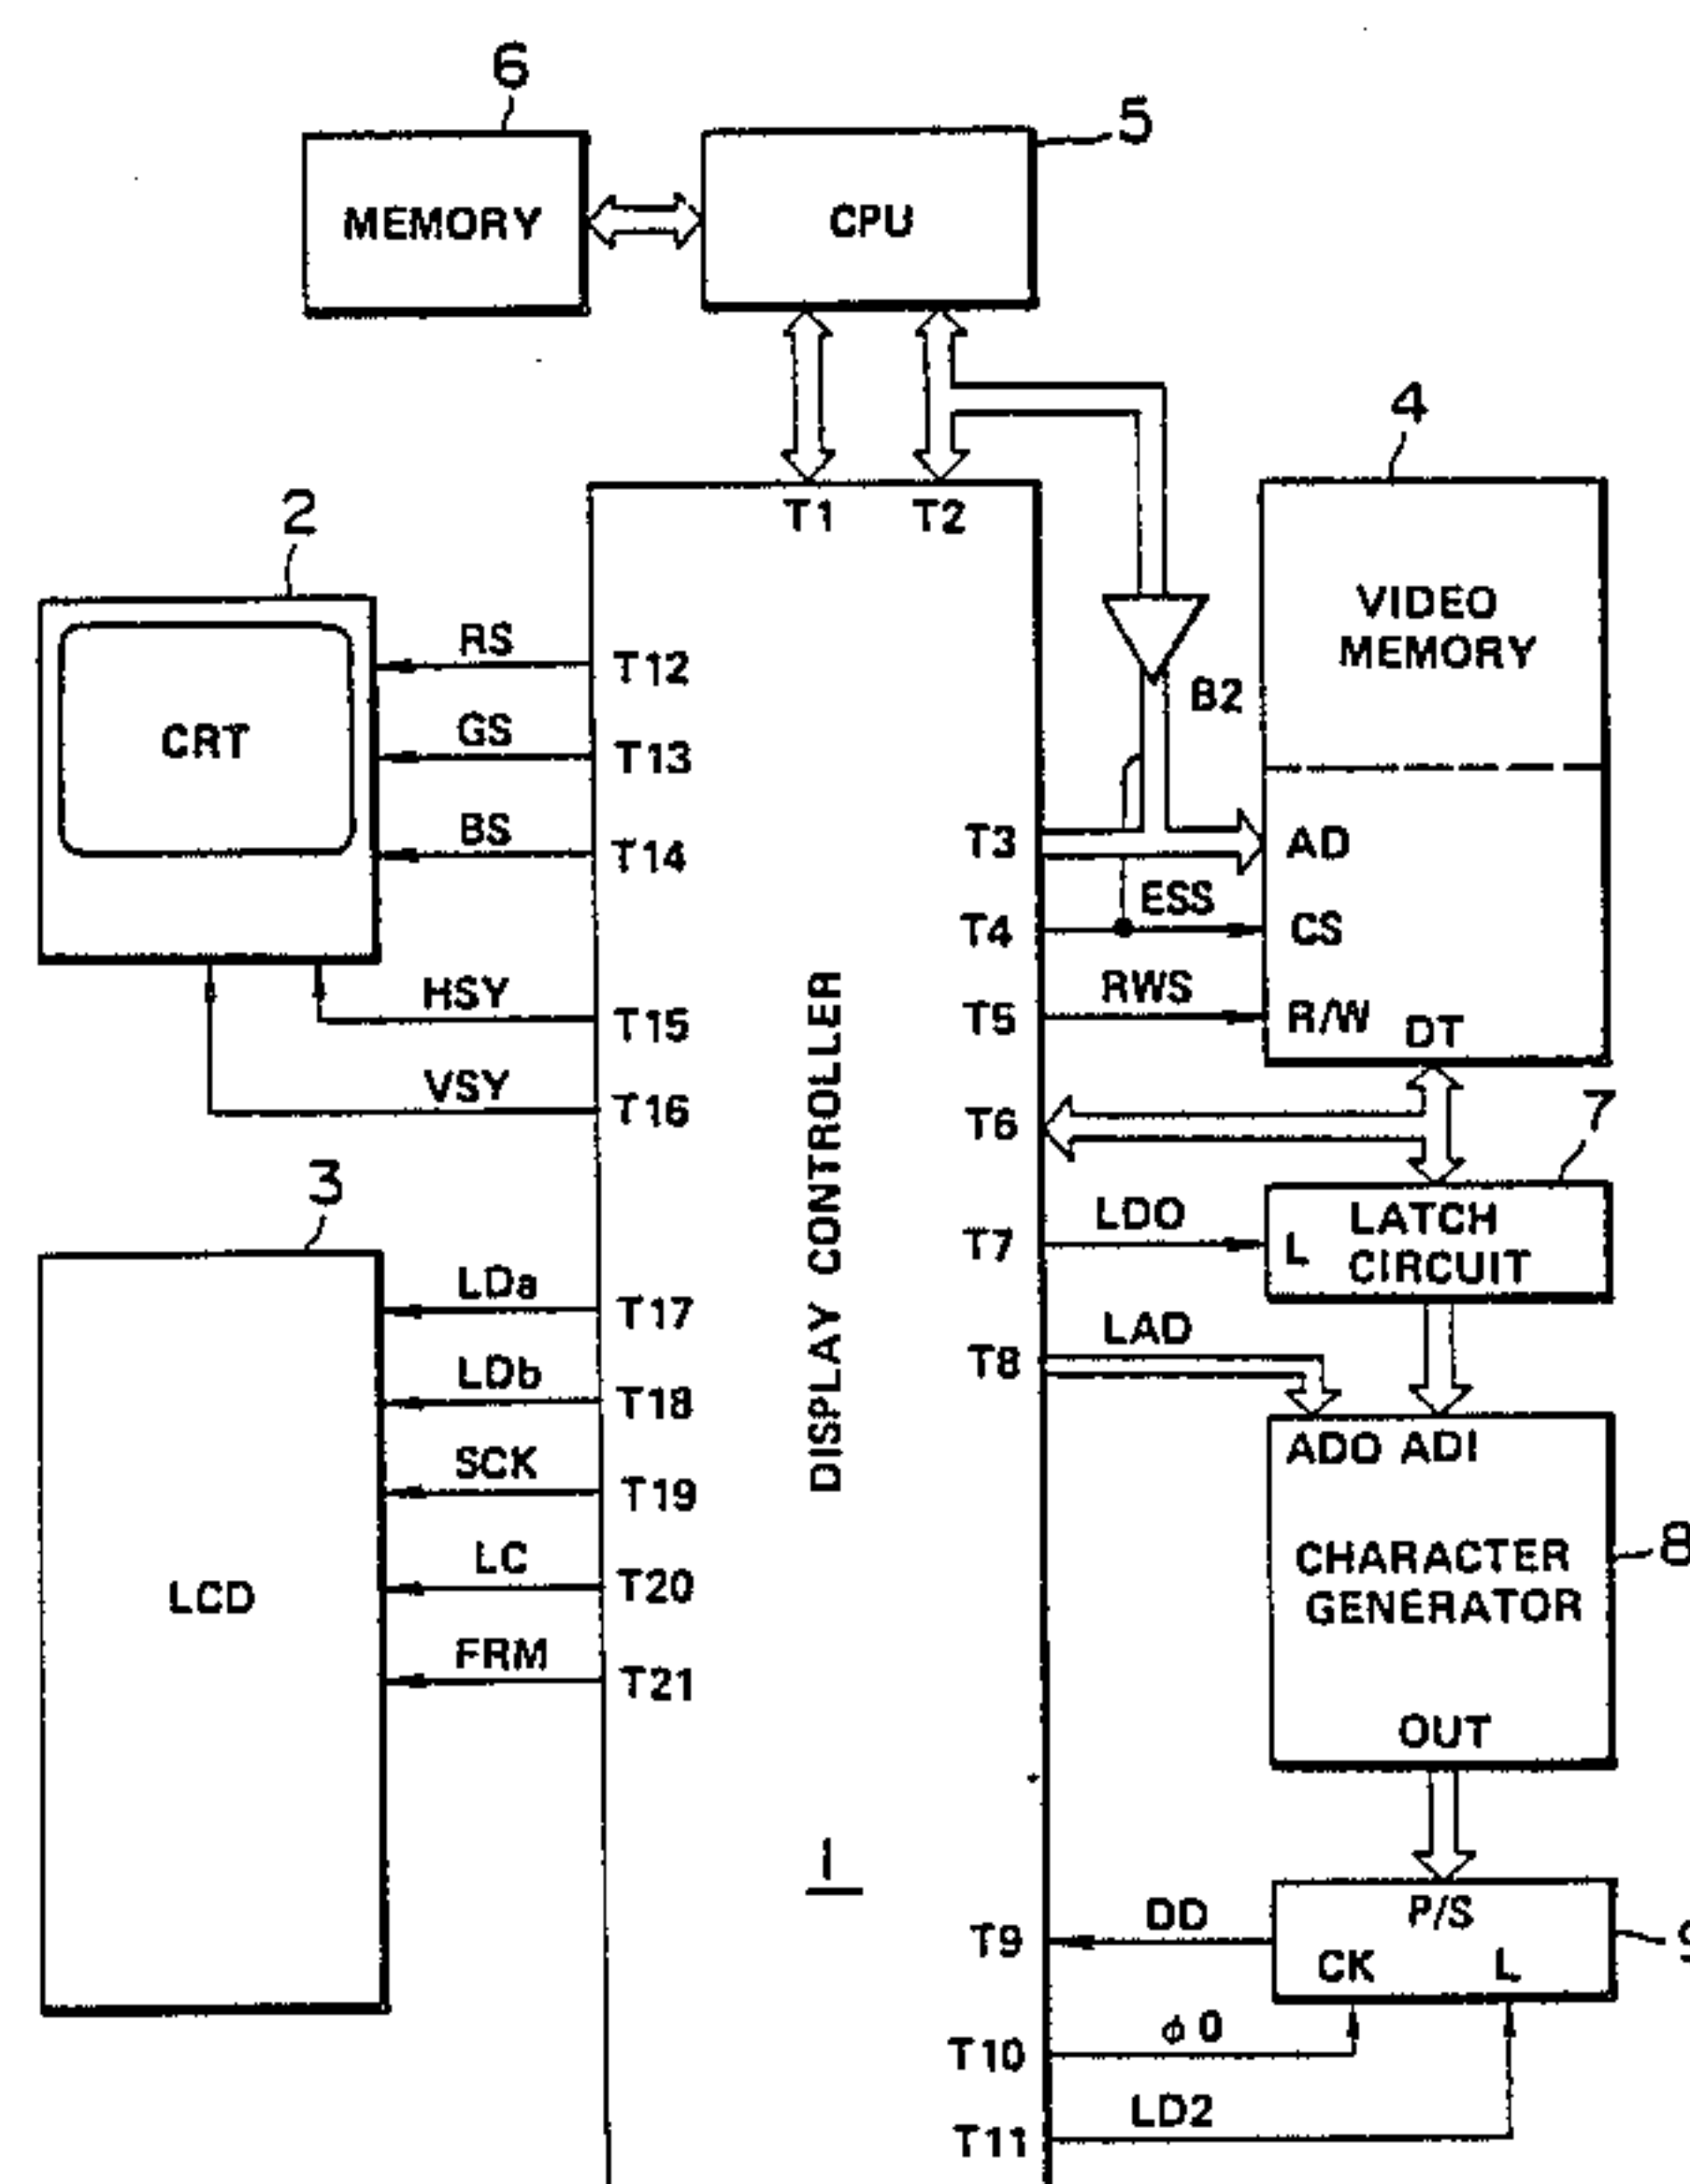 6
5
MEMORY
CPU
4
2
T1 T2
VIDEO
MEMORY
RS
T12
B2
CRT
GS
T13
BS
T14
T3
AD
ESS
T4
CS
HSY
T15
RWS
T5
R/W
DT
VSY
T16
T6
7
DISPLAY CONTROLLER
3
LDO
T7
L
LATCH
CIRCUIT
LDa
T17
LAD
T8
LDb
T18
ADO ADI
SCK
T19
LC
T20
CHARACTER
GENERATOR
8
LCD
FRM
T21
OUT
1
DD
T9
P/S
CK
L
9
φ0
T10
LD2
T11